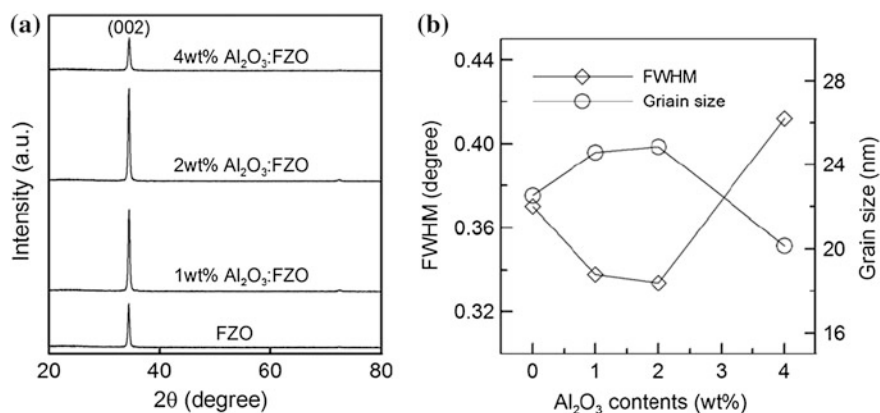 (a)
(002)
4wt% Al₂O₃:FZO
2wt% Al₂O₃:FZO
1wt% Al₂O₃:FZO
FZO
Intensity (a.u.)
20 40 60 80
2θ (degree)
(b)
FWHM
Griain size
0.44
0.40
0.36
0.32
FWHM (degree)
28
24
20
16
Grain size (nm)
0 1 2 3 4
Al₂O₃ contents (wt%)